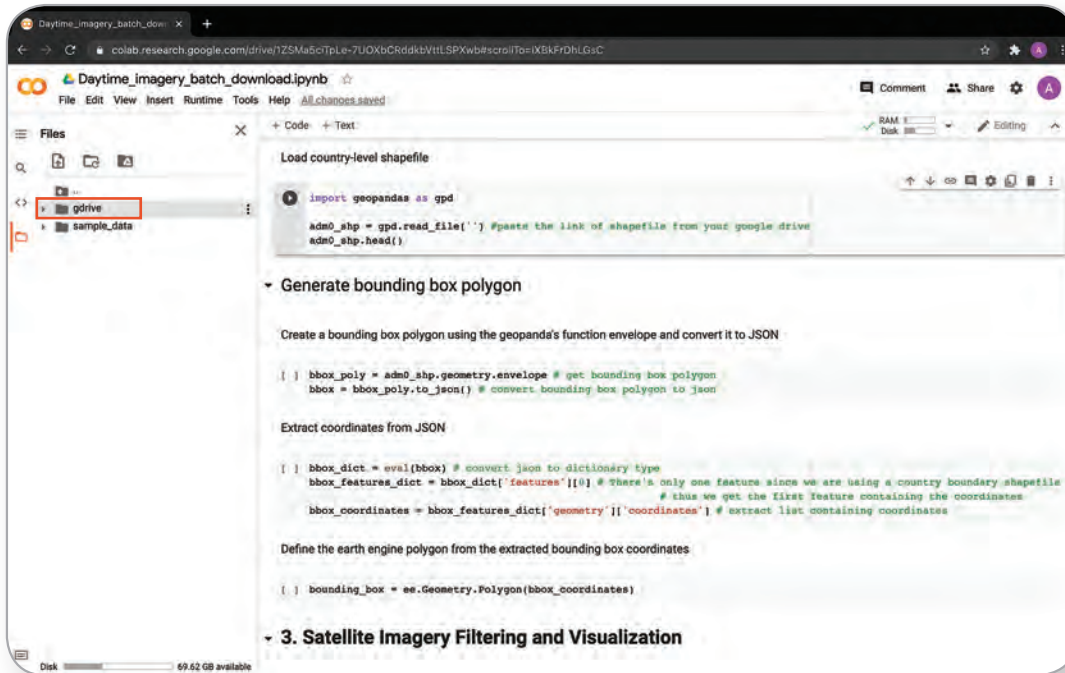 Daytime_imagery_batch_down
colab.research.google.com/drive/1ZSMa5ciTpLe-7UOXbCRddkbVttLSPXwb#scrollTo=iXBkFrDhLGsC
A
Daytime_imagery_batch_download.ipynb
File Edit View Insert Runtime Tools Help All changes saved
Comment Share A
Files
+ Code + Text
RAM
Disk
Editing
..
gdrive
sample_data
Load country-level shapefile
import geopandas as gpd
adm0_shp = gpd.read_file('') #paste the link of shapefile from your google drive
adm0_shp.head()
Generate bounding box polygon
Create a bounding box polygon using the geopanda's function envelope and convert it to JSON
[ ] bbox_poly = adm0_shp.geometry.envelope # get bounding box polygon
bbox = bbox_poly.to_json() # convert bounding box polygon to json
Extract coordinates from JSON
[ ] bbox_dict = eval(bbox) # convert json to dictionary type
bbox_features_dict = bbox_dict['features'][0] # There's only one feature since we are using a country boundary shapefile
# thus we get the first feature containing the coordinates
bbox_coordinates = bbox_features_dict['geometry']['coordinates'] # extract list containing coordinates
Define the earth engine polygon from the extracted bounding box coordinates
[ ] bounding_box = ee.Geometry.Polygon(bbox_coordinates)
3. Satellite Imagery Filtering and Visualization
Disk 69.62 GB available